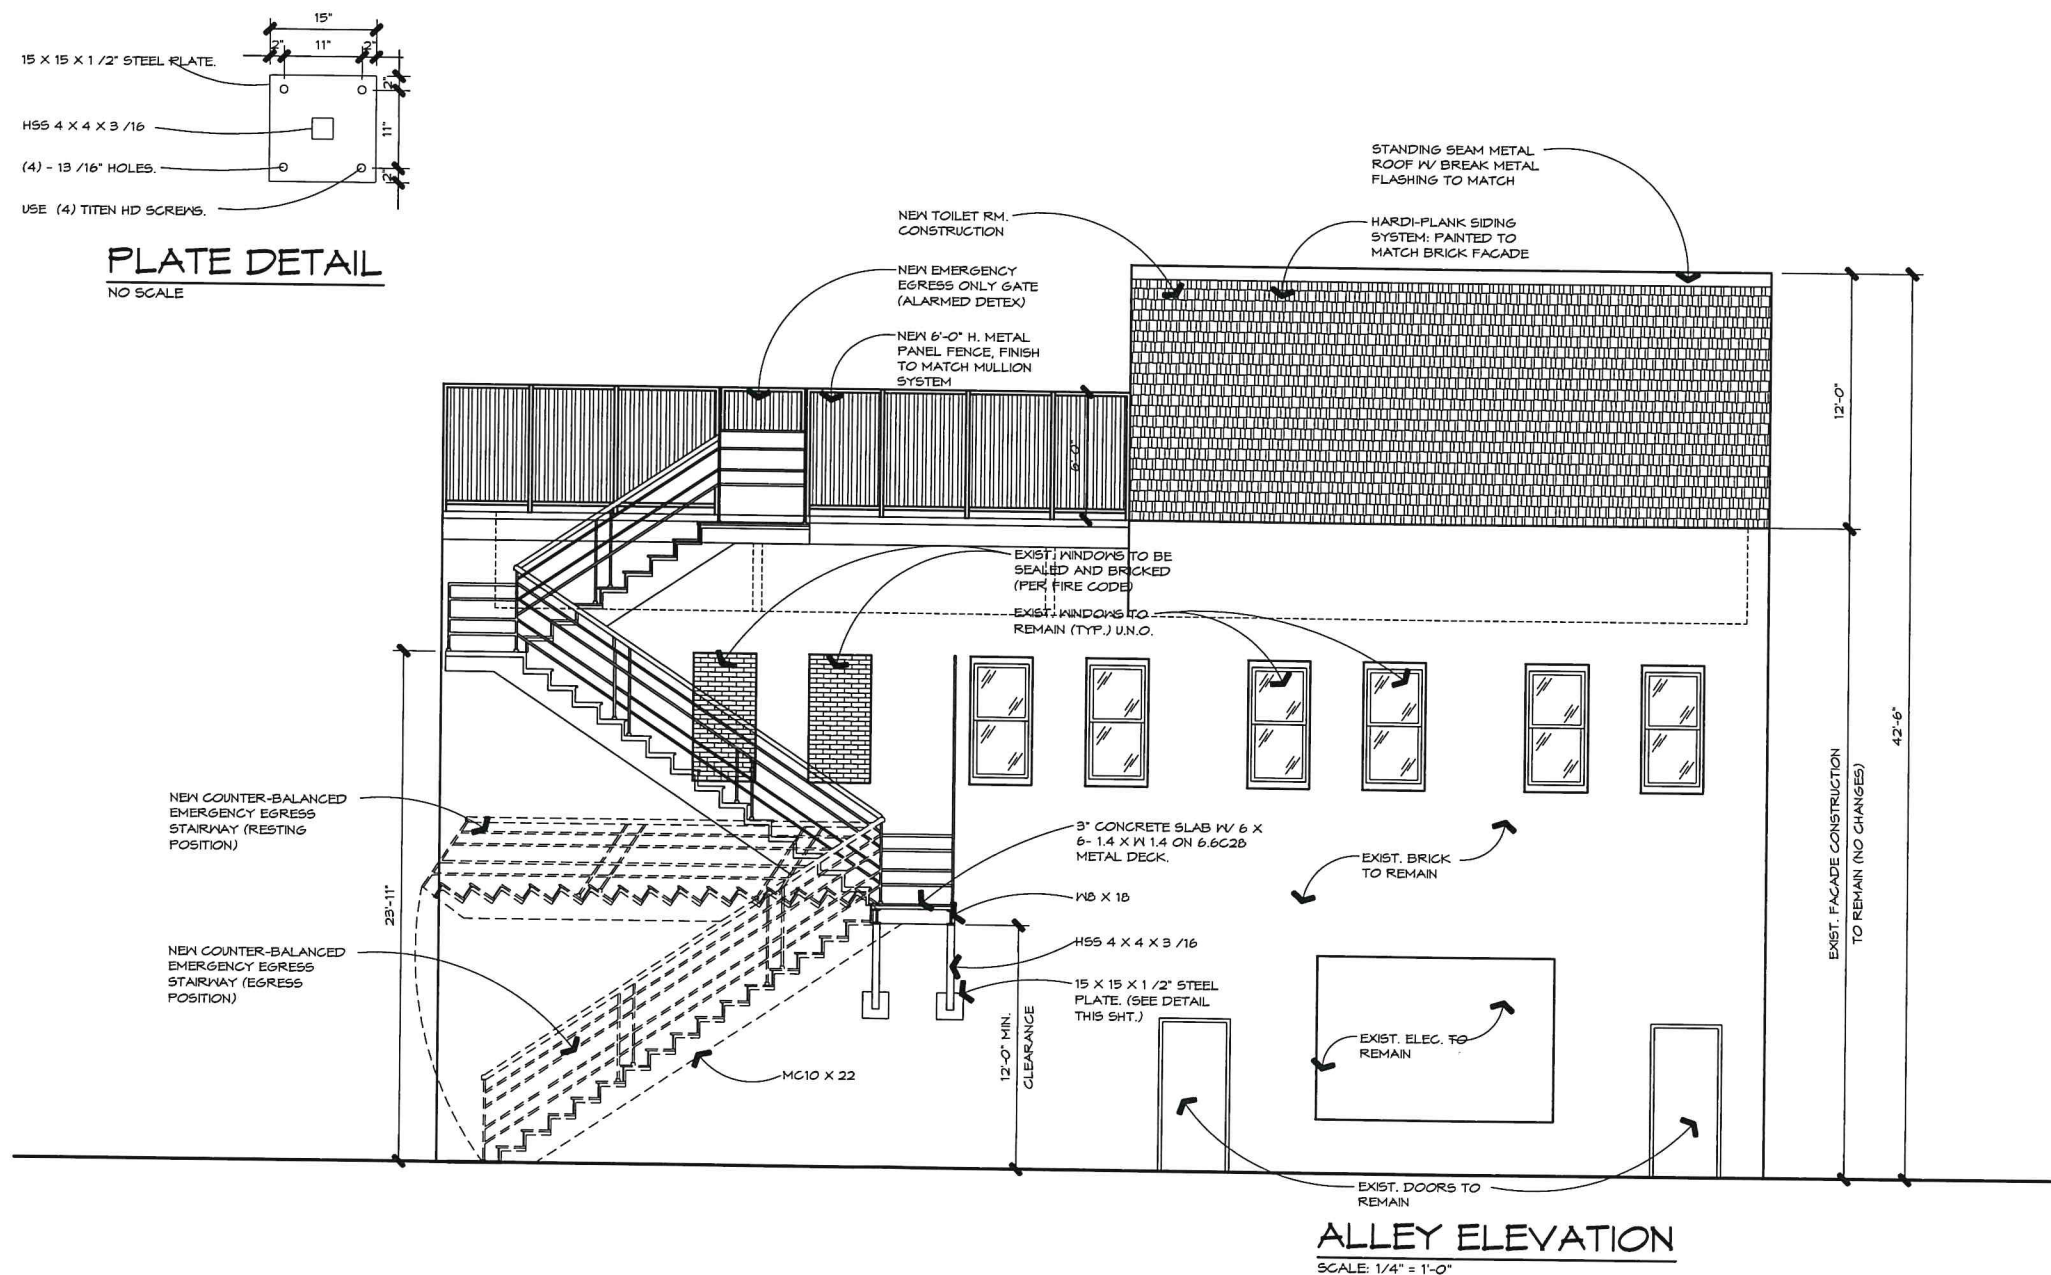 15"
2"
11"
2"
15 X 15 X 1 /2" STEEL PLATE.
2"
HSS 4 X 4 X 3 /16
11"
(4) - 13 /16" HOLES.
2"
USE (4) TITEN HD SCREWS.
PLATE DETAIL
NO SCALE
STANDING SEAM METAL
ROOF W/ BREAK METAL
FLASHING TO MATCH
NEW TOILET RM.
CONSTRUCTION
HARDI-PLANK SIDING
SYSTEM: PAINTED TO
MATCH BRICK FACADE
NEW EMERGENCY
EGRESS ONLY GATE
(ALARMED DETEX)
NEW 6'-0" H. METAL
PANEL FENCE, FINISH
TO MATCH MULLION
SYSTEM
12'-0"
6'-0"
EXIST. WINDOWS TO BE
SEALED AND BRICKED
(PER FIRE CODE)
EXIST. WINDOWS TO
REMAIN (TYP.) U.N.O.
42'-6"
EXIST. FACADE CONSTRUCTION
TO REMAIN (NO CHANGES)
NEW COUNTER-BALANCED
EMERGENCY EGRESS
STAIRWAY (RESTING
POSITION)
3" CONCRETE SLAB W/ 6 X
6- 1.4 X W 1.4 ON 6.6C28
METAL DECK.
EXIST. BRICK
TO REMAIN
23'-11"
W8 X 18
NEW COUNTER-BALANCED
EMERGENCY EGRESS
STAIRWAY (EGRESS
POSITION)
HSS 4 X 4 X 3 /16
15 X 15 X 1 /2" STEEL
PLATE. (SEE DETAIL
THIS SHT.)
12'-0" MIN.
CLEARANCE
EXIST. ELEC. TO
REMAIN
MC10 X 22
EXIST. DOORS TO
REMAIN
ALLEY ELEVATION
SCALE: 1/4" = 1'-0"